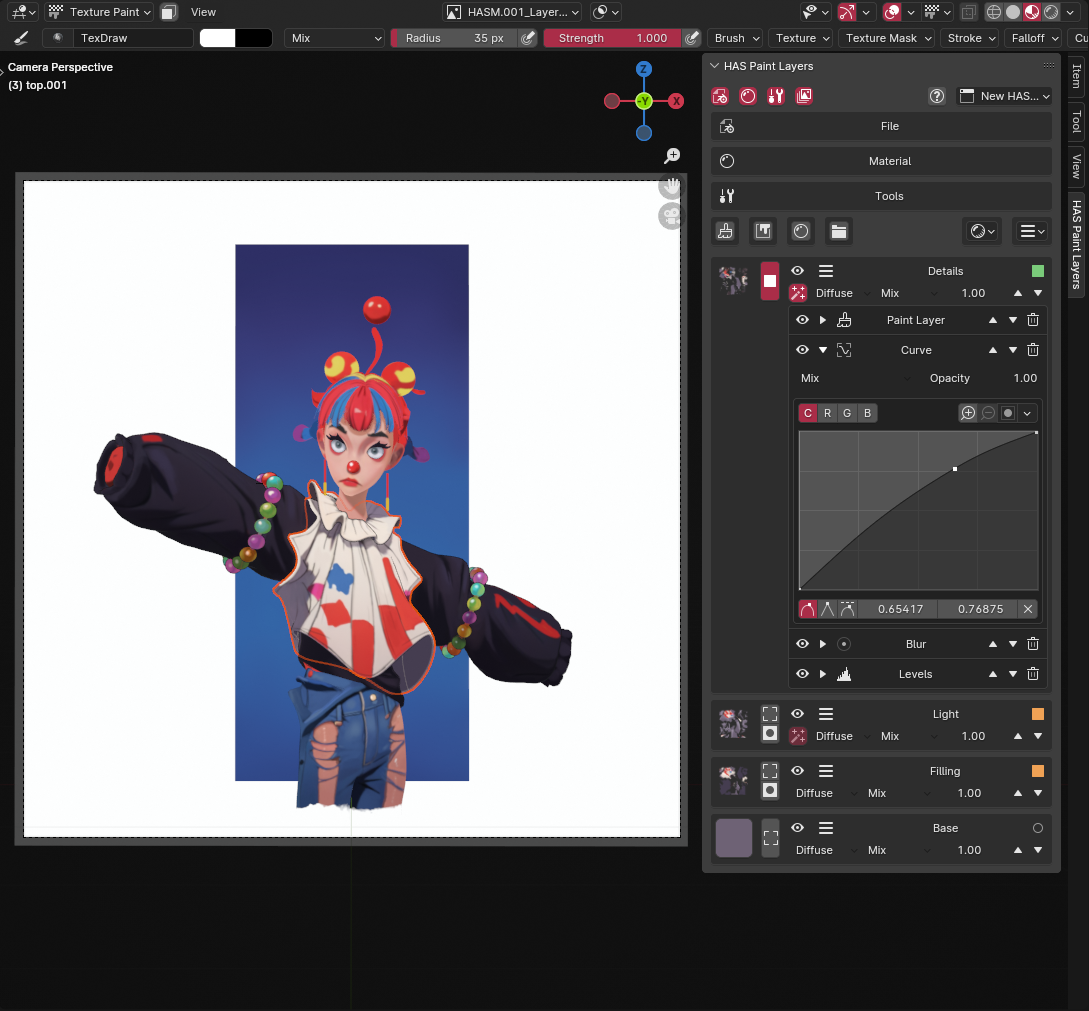 Texture Paint View HASM.001_Layer...
TexDraw Mix Radius 35 px Strength 1.000 Brush Texture Texture Mask Stroke Falloff Cu
Camera Perspective
(3) top.001
Z
-Y X
HAS Paint Layers
New HAS...
File
Material
Tools
Details
Diffuse Mix 1.00
Paint Layer
Curve
Mix Opacity 1.00
C R G B
0.65417 0.76875
Blur
Levels
Light
Diffuse Mix 1.00
Filling
Diffuse Mix 1.00
Base
Diffuse Mix 1.00
Item
Tool
View
HAS Paint Layers